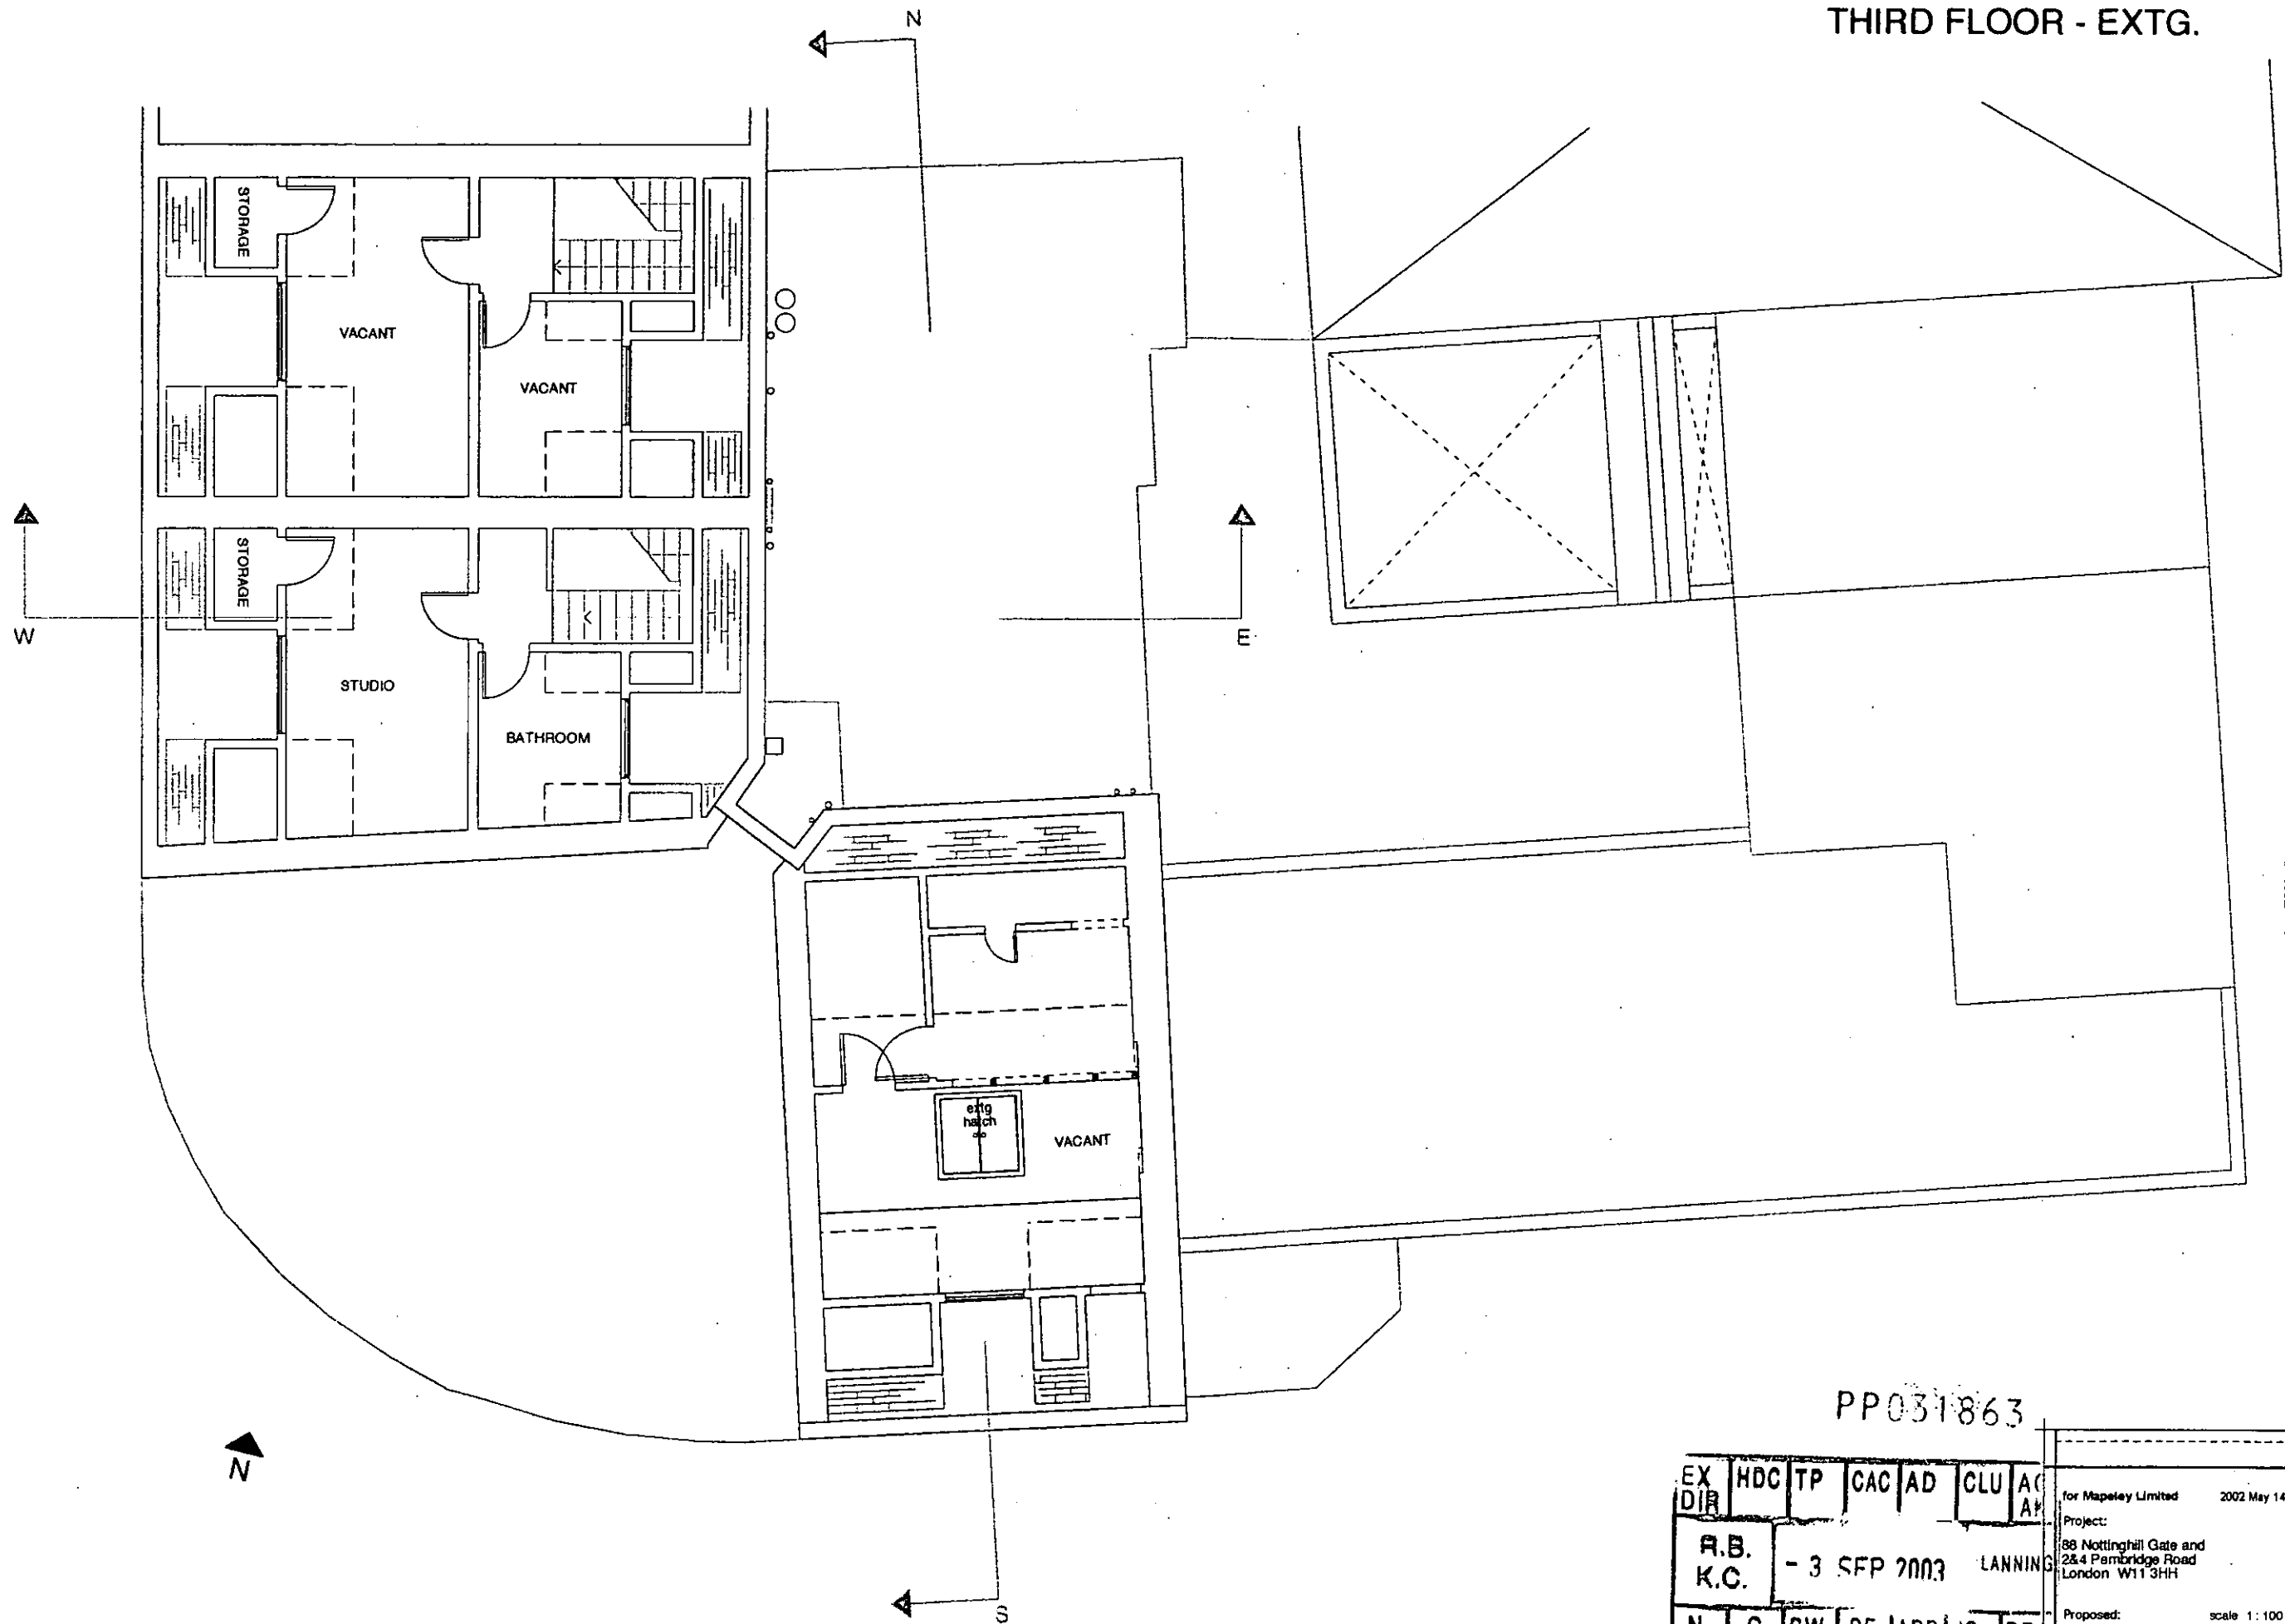 THIRD FLOOR - EXTG.
N
STORAGE
VACANT
VACANT
STORAGE
W
E
STUDIO
BATHROOM
extg
hatch
VACANT
N
S
PP031863
EX DIR HDC TP CAC AD CLU
R.B.
K.C.
- 3 SEP 2003 LANNING
for Mapeley Limited 2002 May 14
Project:
88 Nottinghill Gate and
2&4 Pembridge Road
London W11 3HH
Proposed: scale 1 : 100